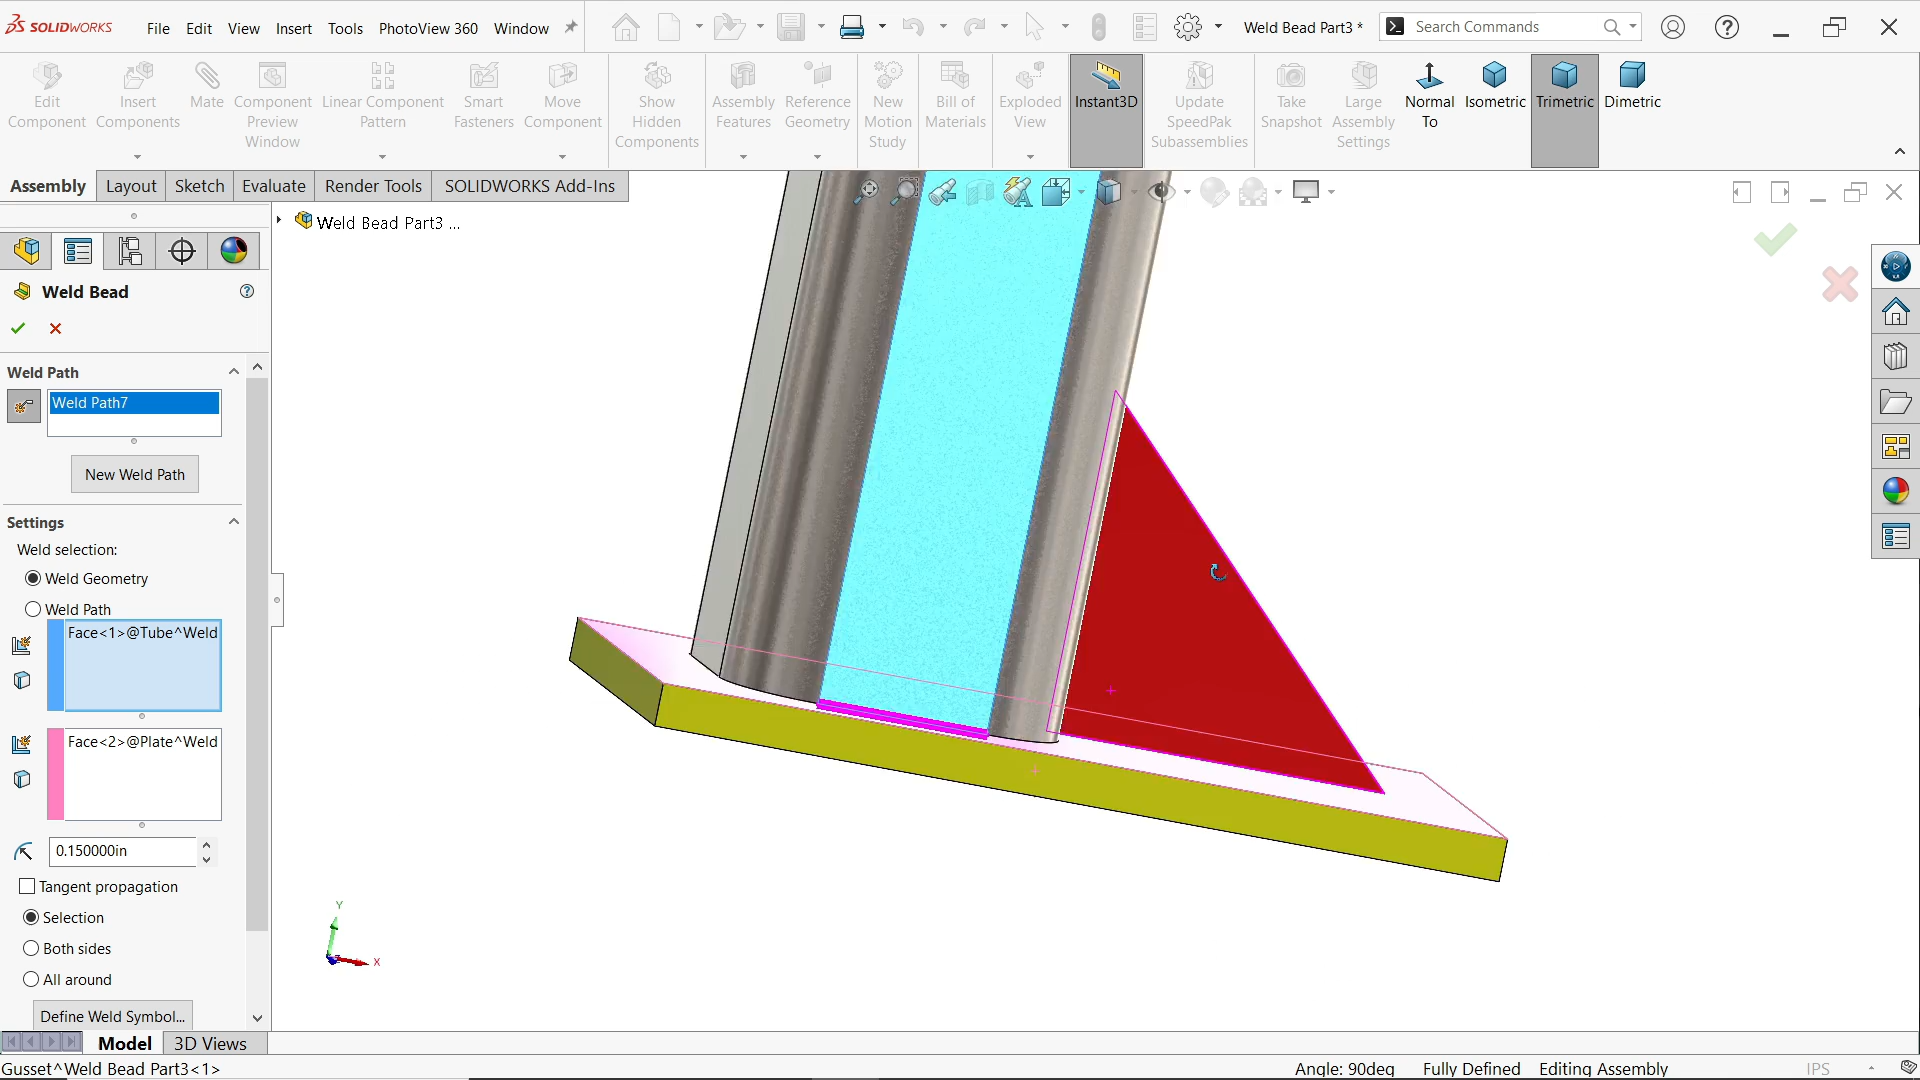 SOLIDWORKS
File Edit View Insert Tools PhotoView 360 Window
Weld Bead Part3 *
Search Commands
Edit Component
Insert Components
Mate
Component Preview Window
Linear Component Pattern
Smart Fasteners
Move Component
Show Hidden Components
Assembly Features
Reference Geometry
New Motion Study
Bill of Materials
Exploded View
Instant3D
Update SpeedPak Subassemblies
Take Snapshot
Large Assembly Settings
Normal To
Isometric
Trimetric
Dimetric
Assembly Layout Sketch Evaluate Render Tools SOLIDWORKS Add-Ins
Weld Bead Part3 ...
Weld Bead
Weld Path
Weld Path7
New Weld Path
Settings
Weld selection:
Weld Geometry
Weld Path
Face<1>@Tube^Weld
Face<2>@Plate^Weld
0.150000in
Tangent propagation
Selection
Both sides
All around
Define Weld Symbol...
Y
X
Model 3D Views
Gusset^Weld Bead Part3<1>
Angle: 90deg Fully Defined Editing Assembly IPS